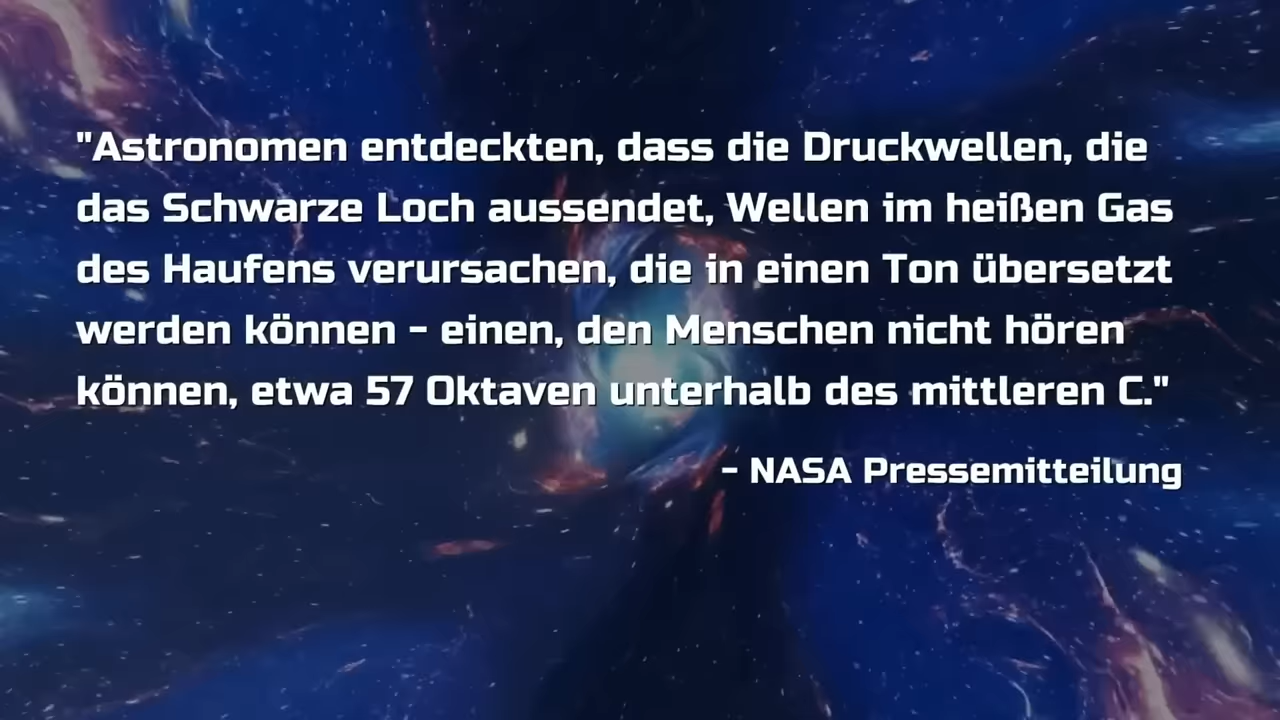 "Astronomen entdeckten, dass die Druckwellen, die
das Schwarze Loch aussendet, Wellen im heißen Gas
des Haufens verursachen, die in einen Ton übersetzt
werden können - einen, den Menschen nicht hören
können, etwa 57 Oktaven unterhalb des mittleren C."
- NASA Pressemitteilung